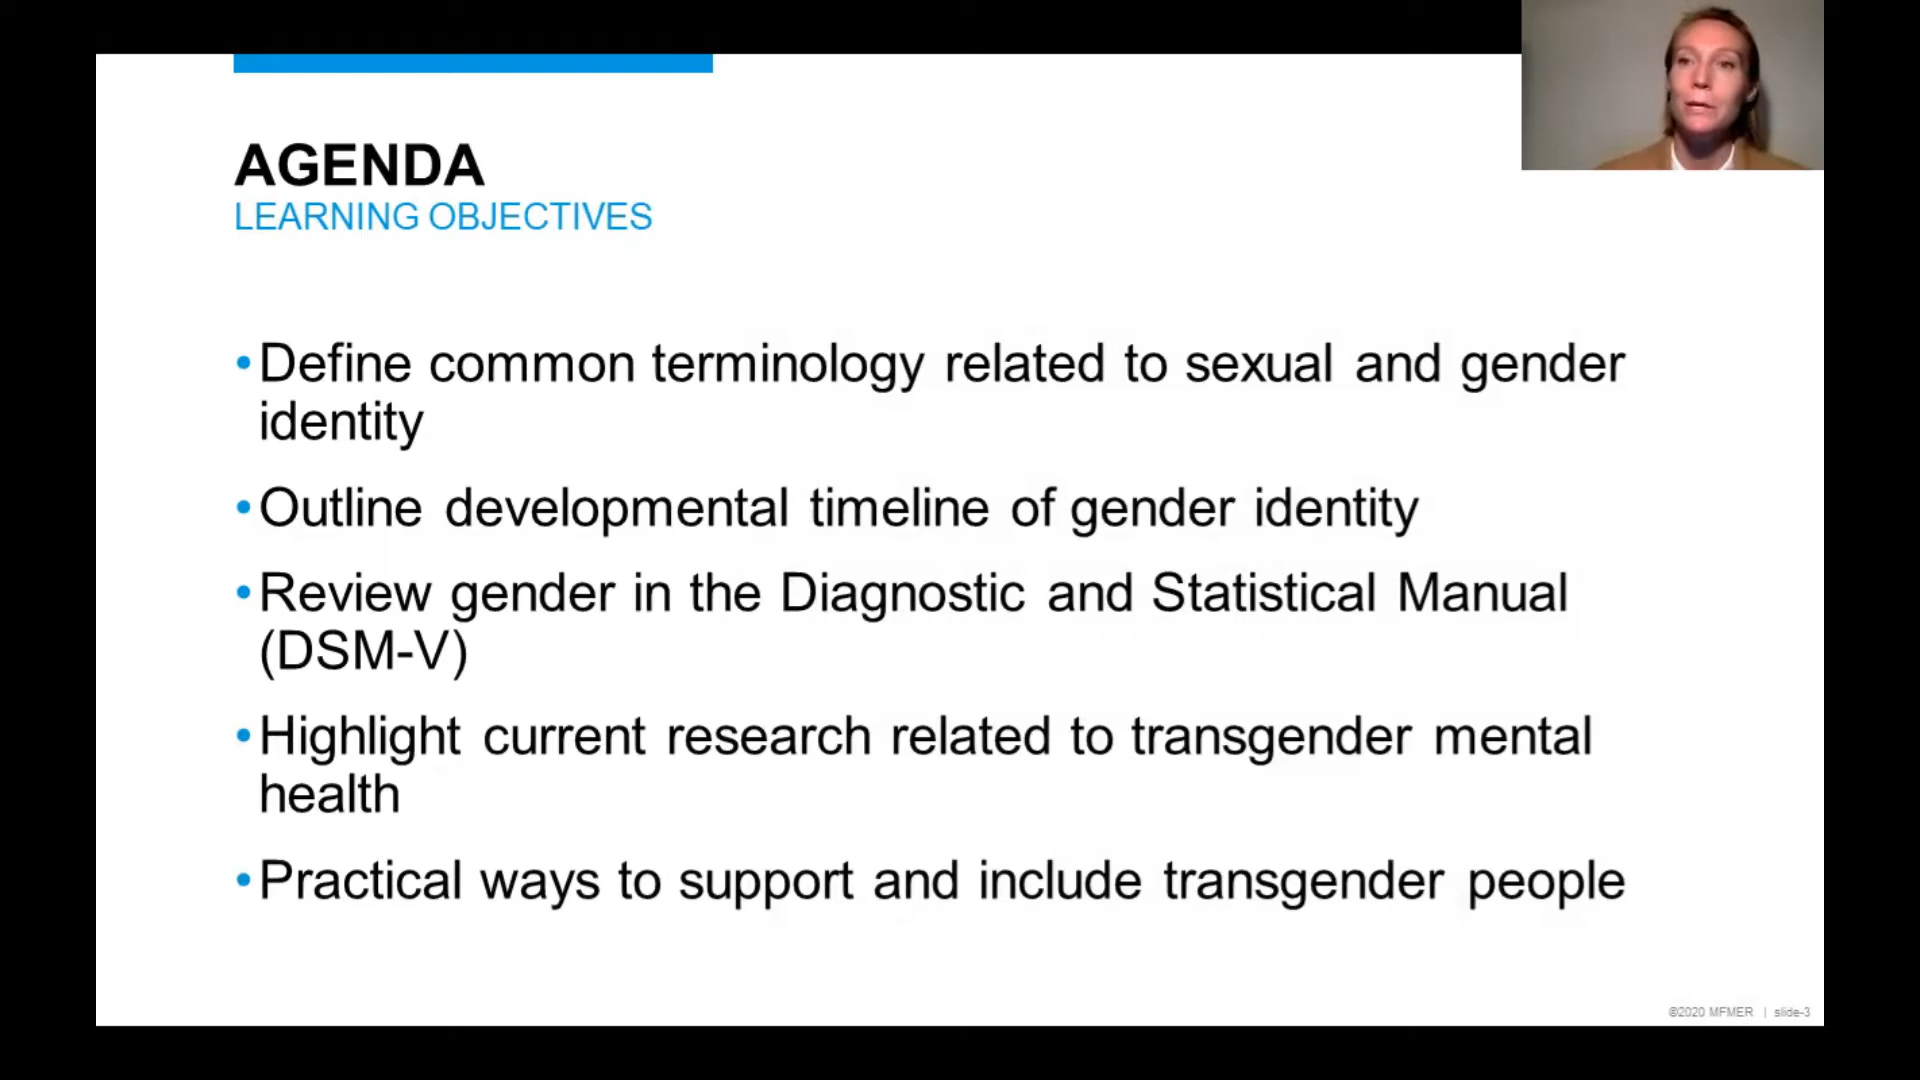 AGENDA
LEARNING OBJECTIVES
•Define common terminology related to sexual and gender
identity
•Outline developmental timeline of gender identity
•Review gender in the Diagnostic and Statistical Manual
(DSM-V)
•Highlight current research related to transgender mental
health
•Practical ways to support and include transgender people
©2020 MFMER | slide-3